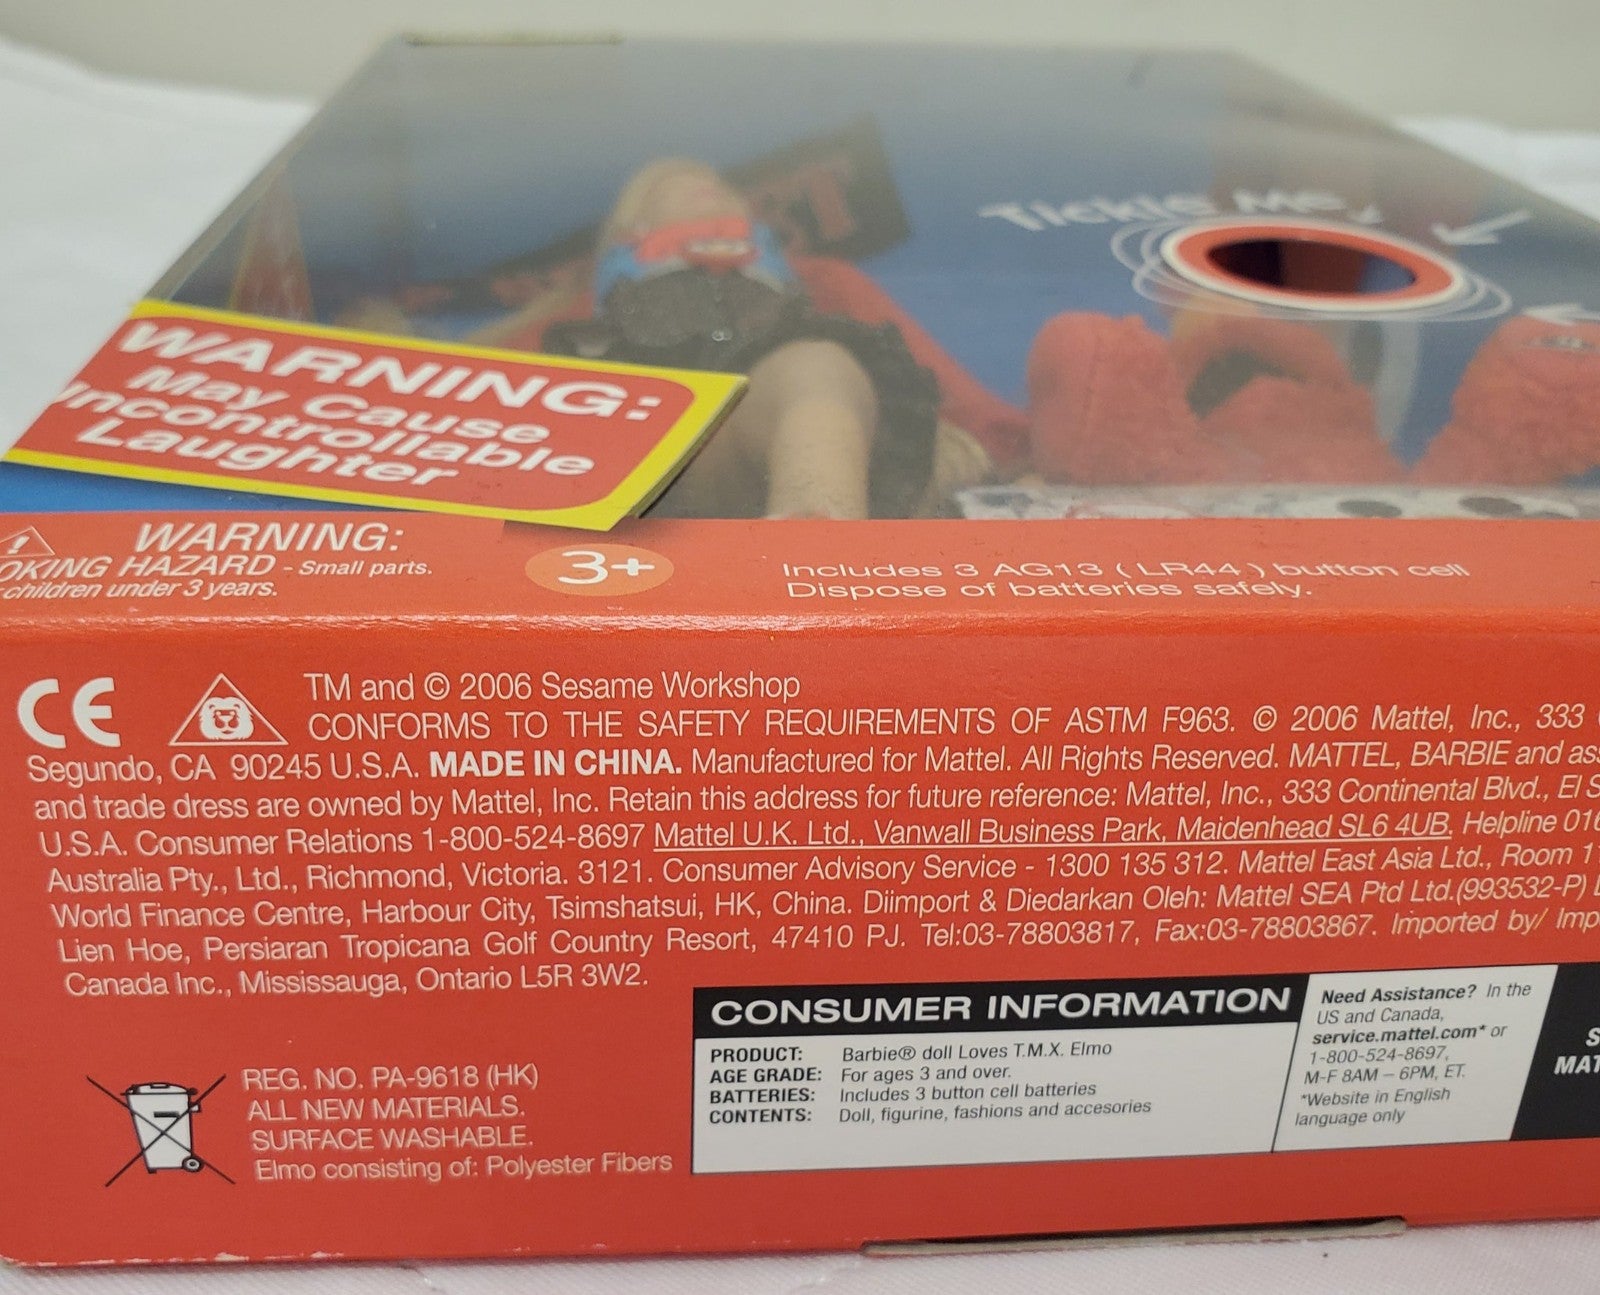 Tickle Me
WARNING:
May Cause
Uncontrollable
Laughter
WARNING:
OKING HAZARD - Small parts.
children under 3 years.
3+
Includes 3 AG13 ( LR44 ) button cell
Dispose of batteries safely.
CE
TM and © 2006 Sesame Workshop
CONFORMS TO THE SAFETY REQUIREMENTS OF ASTM F963. © 2006 Mattel, Inc., 333
Segundo, CA 90245 U.S.A. MADE IN CHINA. Manufactured for Mattel. All Rights Reserved. MATTEL, BARBIE and ass
and trade dress are owned by Mattel, Inc. Retain this address for future reference: Mattel, Inc., 333 Continental Blvd., El S
U.S.A. Consumer Relations 1-800-524-8697 Mattel U.K. Ltd., Vanwall Business Park, Maidenhead SL6 4UB. Helpline 016
Australia Pty., Ltd., Richmond, Victoria. 3121. Consumer Advisory Service - 1300 135 312. Mattel East Asia Ltd., Room 1
World Finance Centre, Harbour City, Tsimshatsui, HK, China. Diimport & Diedarkan Oleh: Mattel SEA Ptd Ltd.(993532-P)
Lien Hoe, Persiaran Tropicana Golf Country Resort, 47410 PJ. Tel:03-78803817, Fax:03-78803867. Imported by/ Imp
Canada Inc., Mississauga, Ontario L5R 3W2.
REG. NO. PA-9618 (HK)
ALL NEW MATERIALS.
SURFACE WASHABLE.
Elmo consisting of: Polyester Fibers
CONSUMER INFORMATION
PRODUCT: Barbie® doll Loves T.M.X. Elmo
AGE GRADE: For ages 3 and over.
BATTERIES: Includes 3 button cell batteries
CONTENTS: Doll, figurine, fashions and accesories
Need Assistance? In the
US and Canada,
service.mattel.com* or
1-800-524-8697,
M-F 8AM – 6PM, ET.
*Website in English
language only
S
MAT